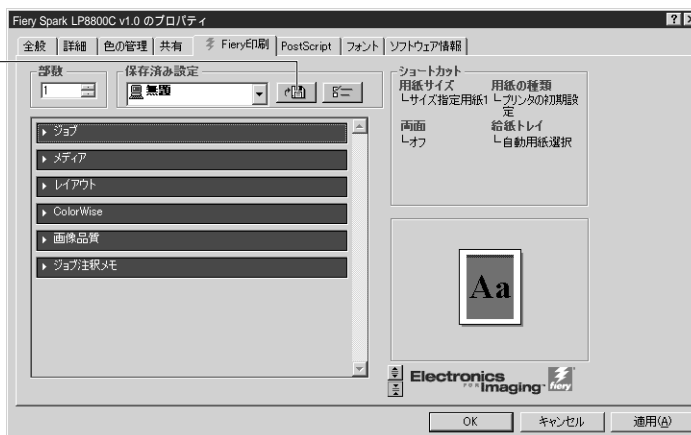 Fiery Spark LP8800C v1.0 のプロパティ
全般 詳細 色の管理 共有 Fiery印刷 PostScript フォント ソフトウェア情報
部数
1
保存済み設定
無題
ジョブ
メディア
レイアウト
ColorWise
画像品質
ジョブ注釈メモ
ショートカット
用紙サイズ
サイズ指定用紙1
用紙の種類
プリンタの初期設
定
両面
オフ
給紙トレイ
自動用紙選択
Aa
Electronics
FOR Imaging
fiery
OK キャンセル 適用(A)